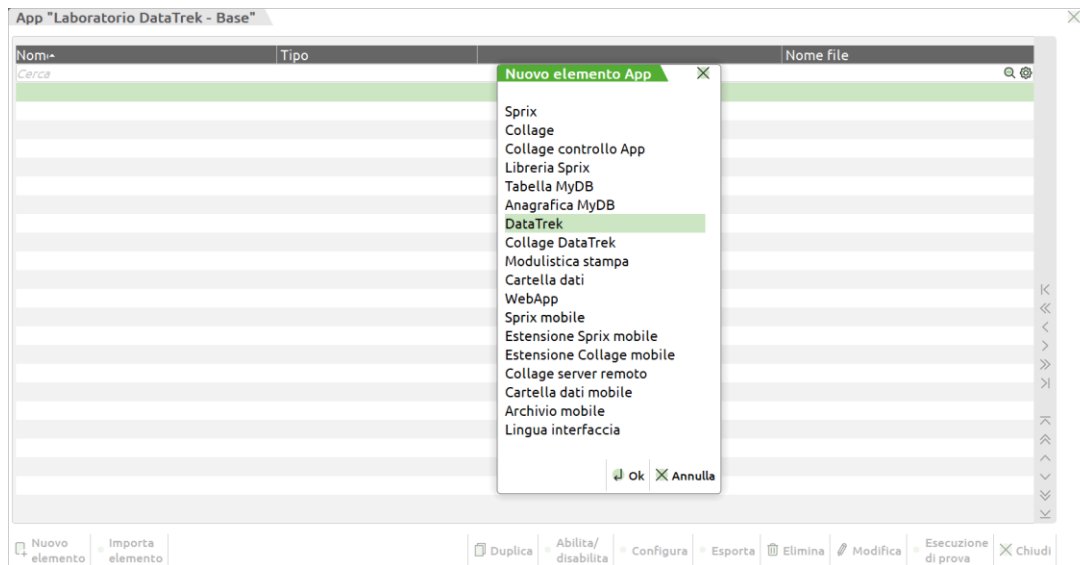 App "Laboratorio DataTrek - Base"
Tipo
Nome file
Cerca
Nuovo elemento App
Sprix
Collage
Collage controllo App
Libreria Sprix
Tabella MyDB
Anagrafica MyDB
DataTrek
Collage DataTrek
Modulistica stampa
Cartella dati
WebApp
Sprix mobile
Estensione Sprix mobile
Estensione Collage mobile
Collage server remoto
Cartella dati mobile
Archivio mobile
Lingua interfaccia
Ok
Annulla
Nuovo
elemento
Importa
elemento
Duplica
Abilita/
disabilita
Configura
Esporta
Elimina
Modifica
Esecuzione
di prova
Chiudi